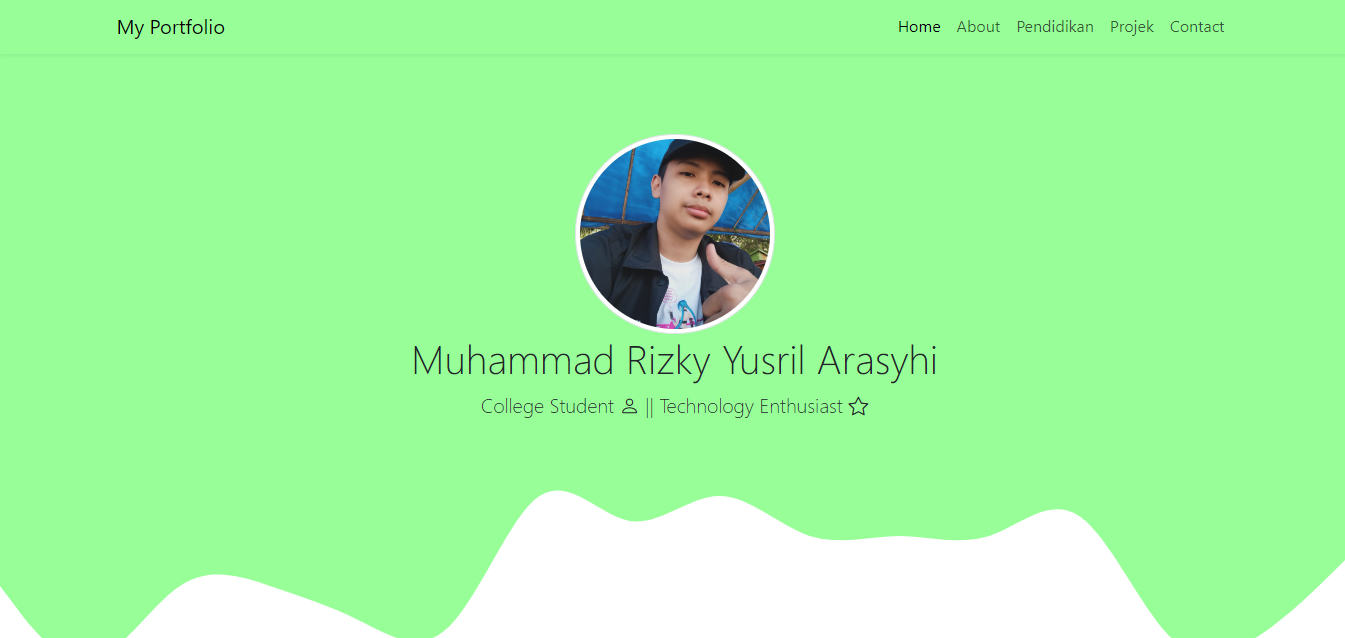 My Portfolio
Home About Pendidikan Projek Contact
Muhammad Rizky Yusril Arasyhi
College Student || Technology Enthusiast